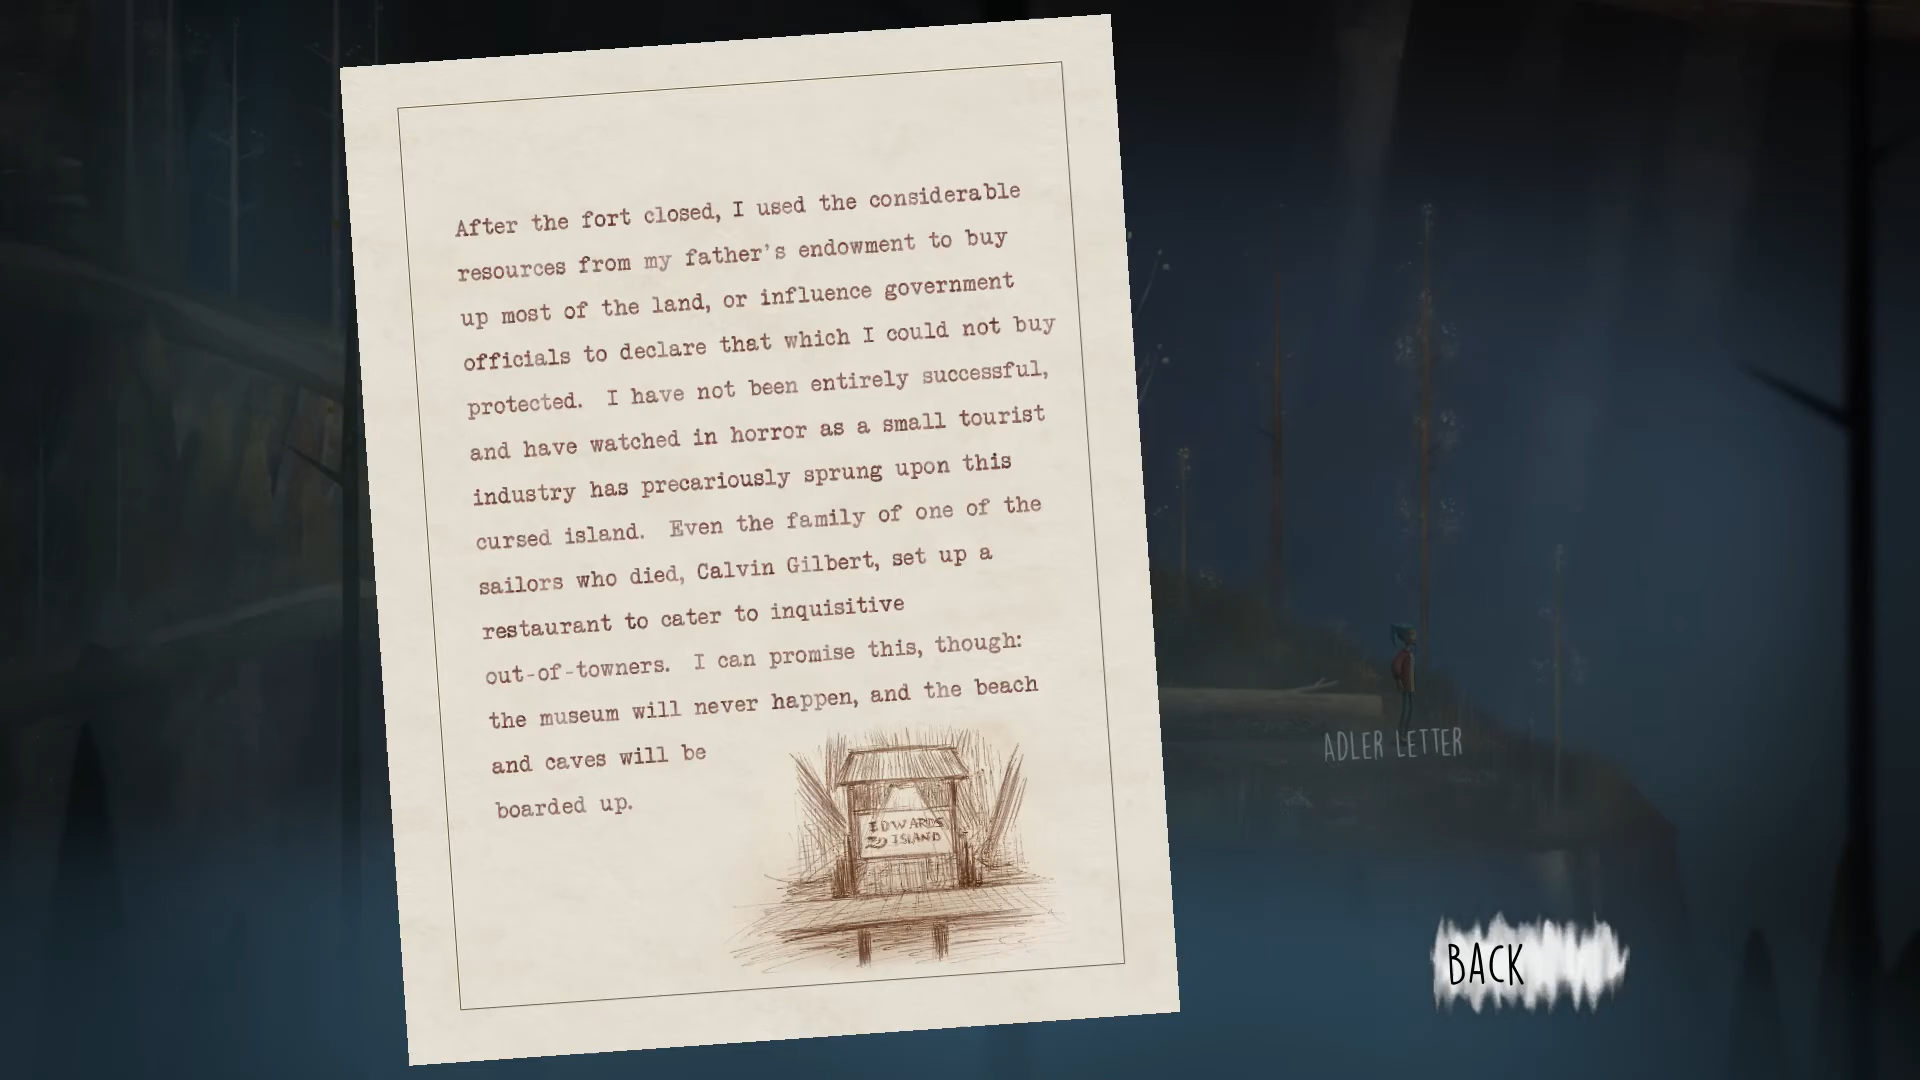 After the fort closed, I used the considerable
resources from my father's endowment to buy
up most of the land, or influence government
officials to declare that which I could not buy
protected.  I have not been entirely successful,
and have watched in horror as a small tourist
industry has precariously sprung upon this
cursed island.  Even the family of one of the
sailors who died, Calvin Gilbert, set up a
restaurant to cater to inquisitive
out-of-towners.  I can promise this, though:
the museum will never happen, and the beach
and caves will be
boarded up.
EDWARDS
ISLAND
ADLER LETTER
BACK